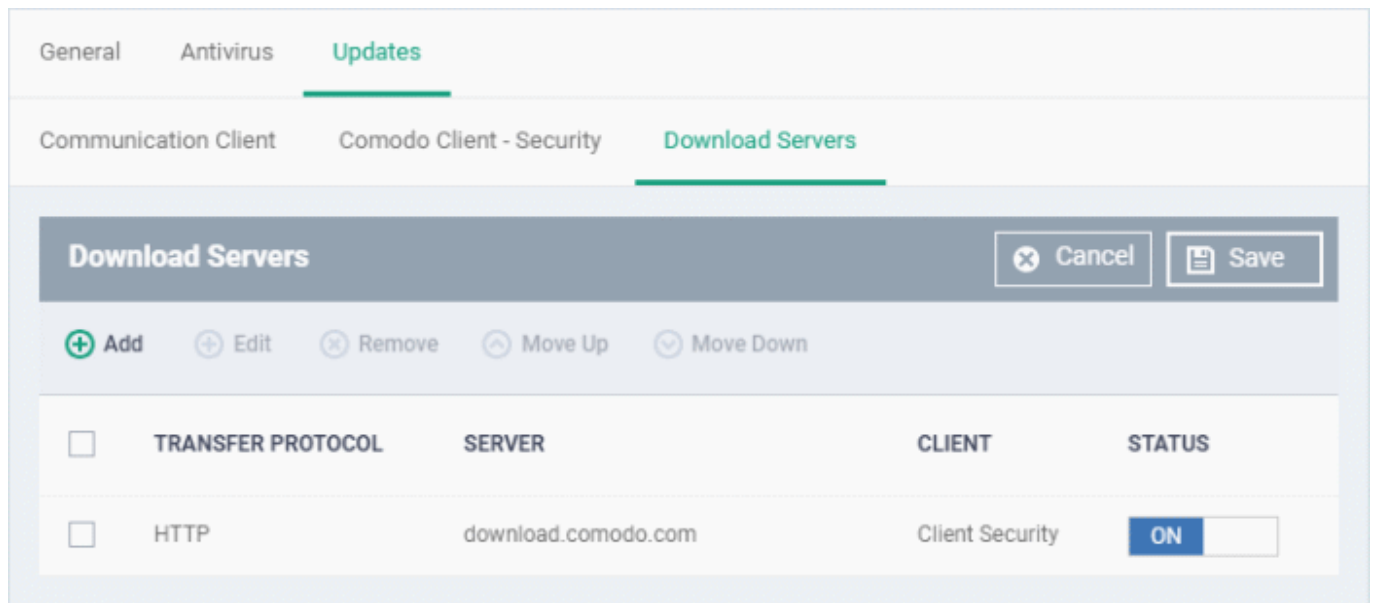 General Antivirus Updates
Communication Client Comodo Client - Security Download Servers
Download Servers Cancel Save
Add Edit Remove Move Up Move Down
TRANSFER PROTOCOL SERVER CLIENT STATUS
HTTP download.comodo.com Client Security ON